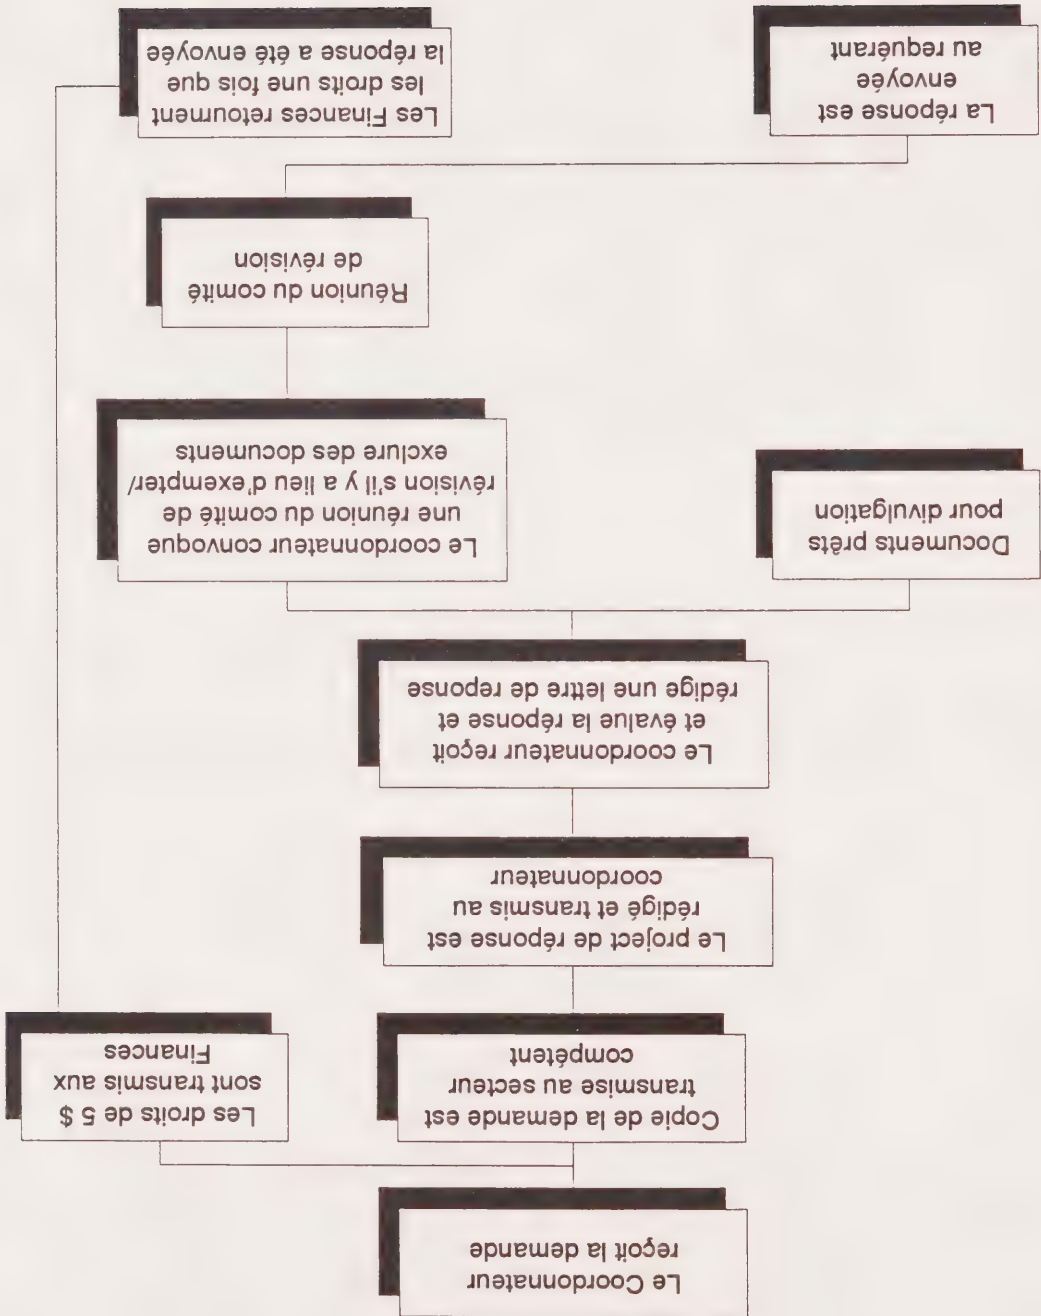 Le Coordonnateur
reçoit la demande
Les droits de 5 $
sont transmis aux
Finances
Copie de la demande est
transmise au secteur
compétent
Le project de réponse est
rédigé et transmis au
coordonnateur
Le coordonnateur reçoit
et évalue la réponse et
rédige une lettre de reponse
Documents prêts
pour divulgation
Le coordonnateur convoque
une réunion du comité de
révision s'il y a lieu d'exempter/
exclure des documents
Réunion du comité
de révision
La réponse est
envoyée
au requérant
Les Finances retournent
les droits une fois que
la réponse a été envoyée